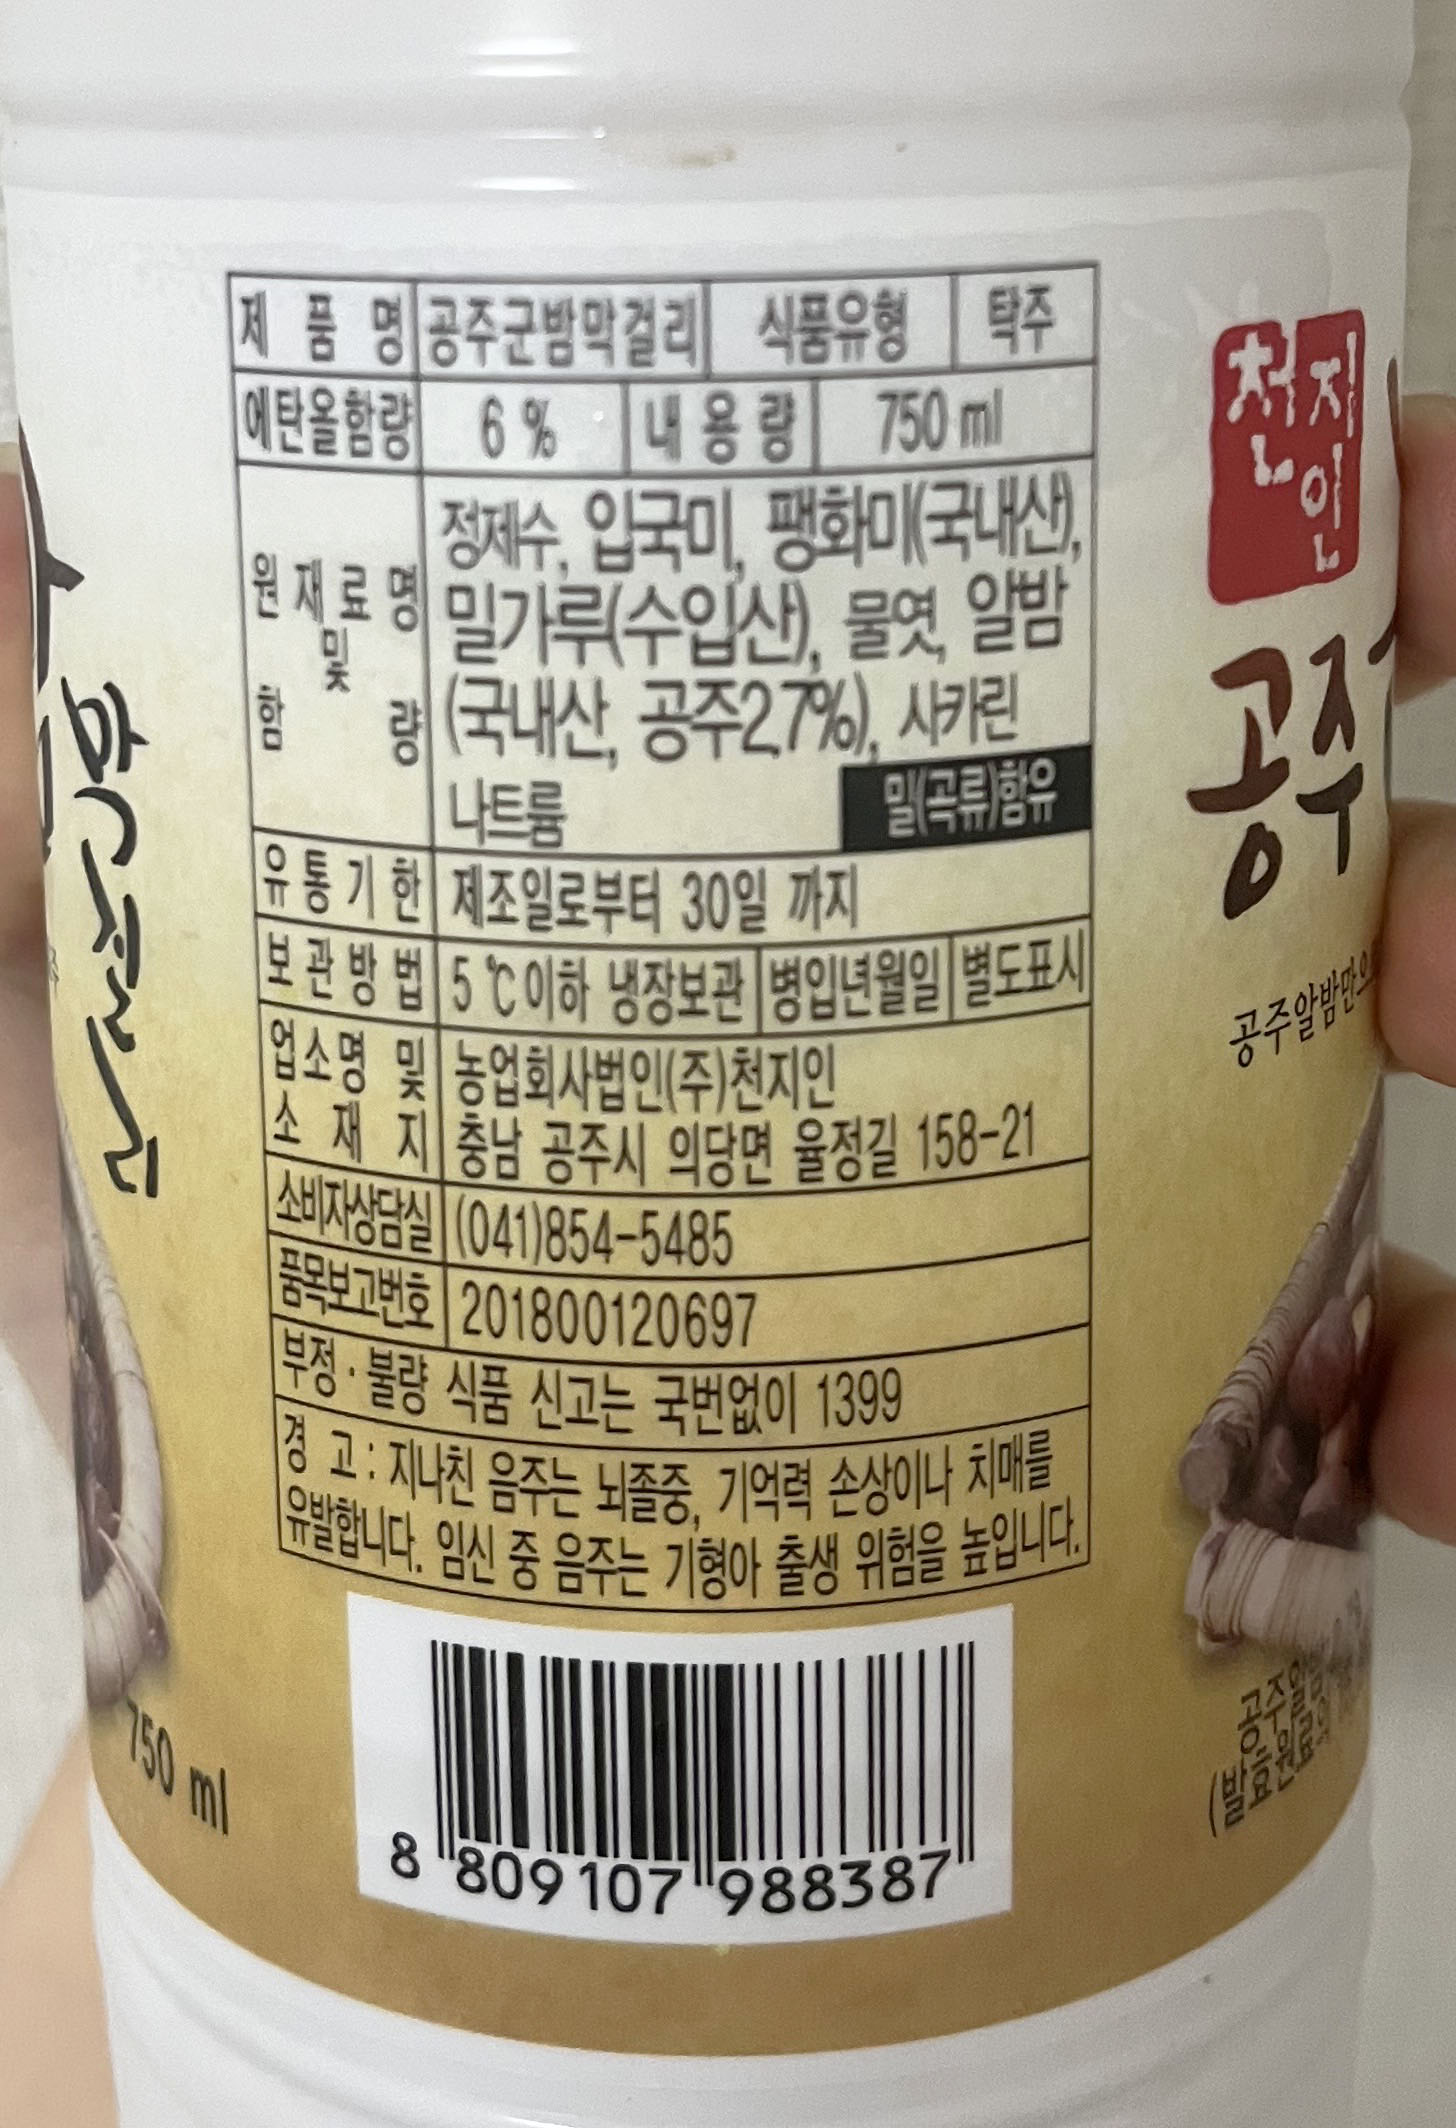 제 품 명 공주군밤막걸리 식품유형 탁주
에탄올함량 6 % 내 용 량 750 ml
원 재 료 명 및 함 량
정제수, 입국미, 팽화미(국내산),
밀가루(수입산), 물엿, 알밤
(국내산, 공주2.7%), 사카린
나트륨 밀(곡류)함유
유 통 기 한 제조일로부터 30일 까지
보 관 방 법 5 ℃이하 냉장보관 병입년월일 별도표시
업소명 및 농업회사법인(주)천지인
소 재 지 충남 공주시 의당면 율정길 158-21
소비자상담실 (041)854-5485
품목보고번호 201800120697
부정·불량 식품 신고는 국번없이 1399
경 고 : 지나친 음주는 뇌졸중, 기억력 손상이나 치매를
유발합니다. 임신 중 음주는 기형아 출생 위험을 높입니다.
8 809107 988387
750 ml
천지인
공주
공주알밤만으
공주알밤
(발효원료의